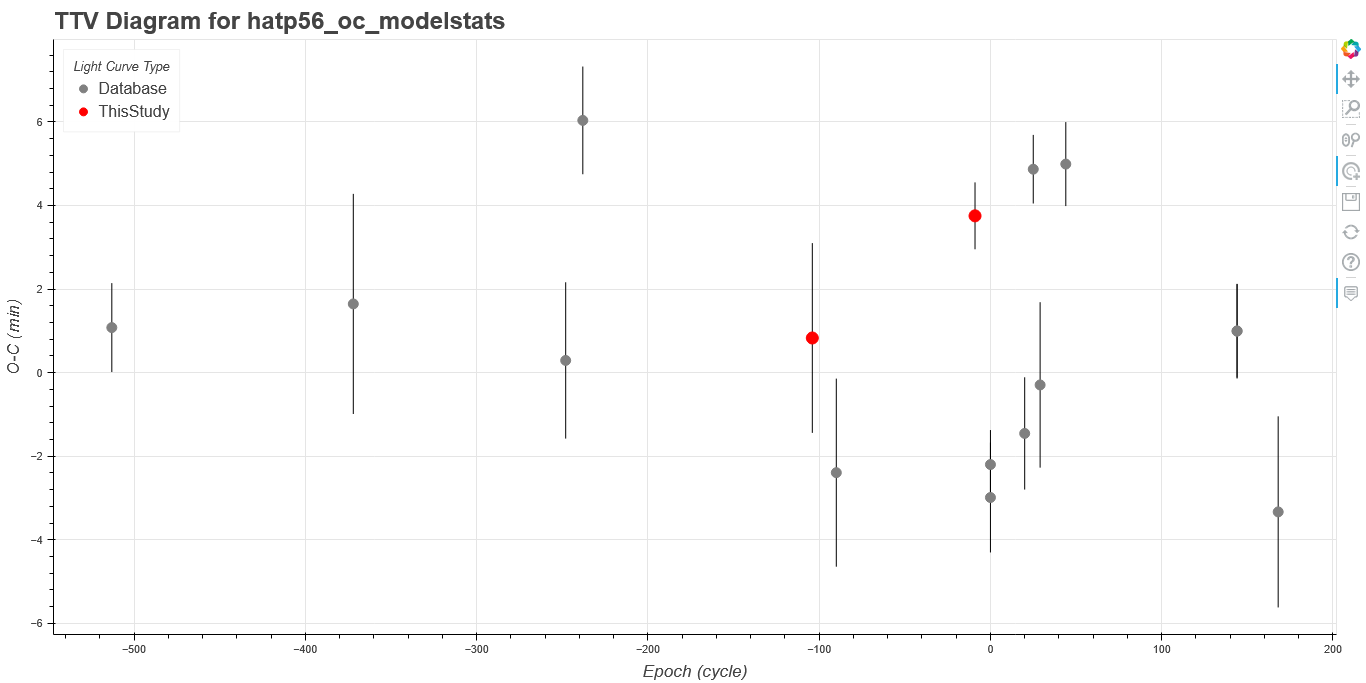 TTV Diagram for hatp56_oc_modelstats
Light Curve Type
Database
ThisStudy
6
4
2
0
−2
−4
−6
O-C (min)
−500 −400 −300 −200 −100 0 100 200
Epoch (cycle)